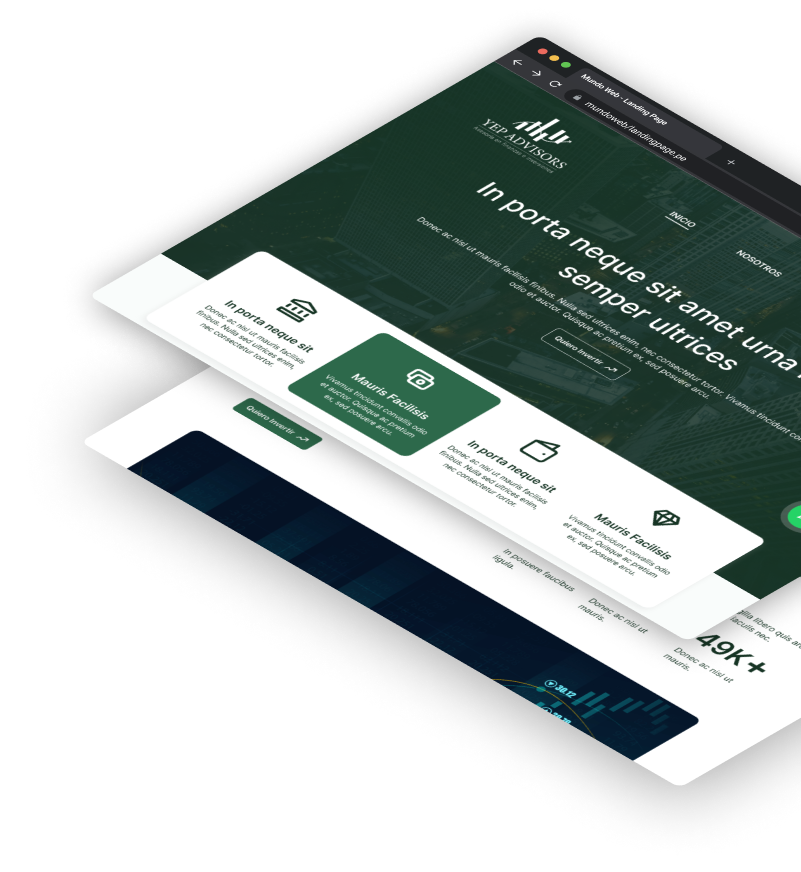 Mundo Web - Landing Page
mundoweb/landingpage.pe
YEP ADVISORS
Asesoría en finanzas e inversiones
INICIO
NOSOTROS
In porta neque sit amet urna
semper ultrices
Donec ac nisl ut mauris facilisis finibus. Nulla sed ultrices enim, nec consectetur tortor. Vivamus tincidunt
odio et auctor. Quisque ac pretium ex, sed posuere arcu.
Quiero Invertir
In porta neque sit
Donec ac nisl ut mauris facilisis
finibus. Nulla sed ultrices enim,
nec consectetur tortor.
Mauris Facilisis
Vivamus tincidunt convallis odio
et auctor. Quisque ac pretium
ex, sed posuere arcu.
In porta neque sit
Donec ac nisl ut mauris facilisis
finibus. Nulla sed ultrices enim,
nec consectetur tortor.
Mauris Facilisis
Vivamus tincidunt convallis odio
et auctor. Quisque ac pretium
ex, sed posuere arcu.
Quiero Invertir
In posuere faucibus
ligula.
Donec ac nisl ut
mauris.
libero quis
iaculis nec.
49K+
Donec ac nisl ut
mauris.
30.12